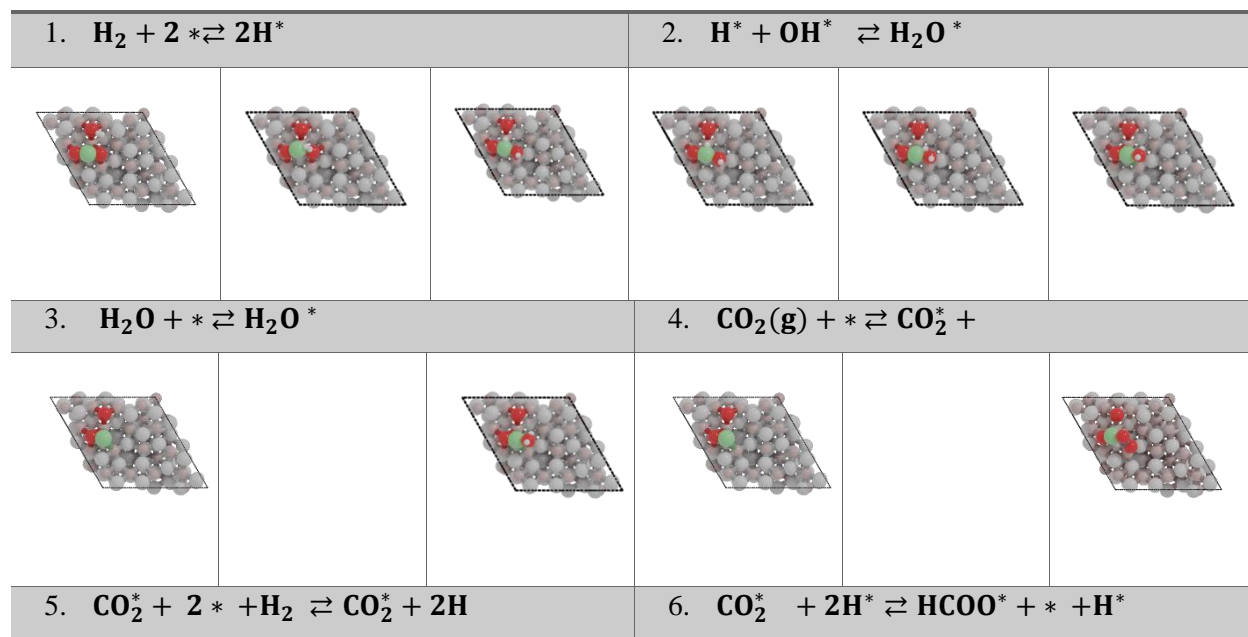 1. H₂ + 2 *⇄ 2H*
2. H* + OH* ⇄ H₂O *
3. H₂O + * ⇄ H₂O *
4. CO₂(g) + * ⇄ CO₂* +
5. CO₂* + 2 * +H₂ ⇄ CO₂* + 2H
6. CO₂* + 2H* ⇄ HCOO* + * +H*